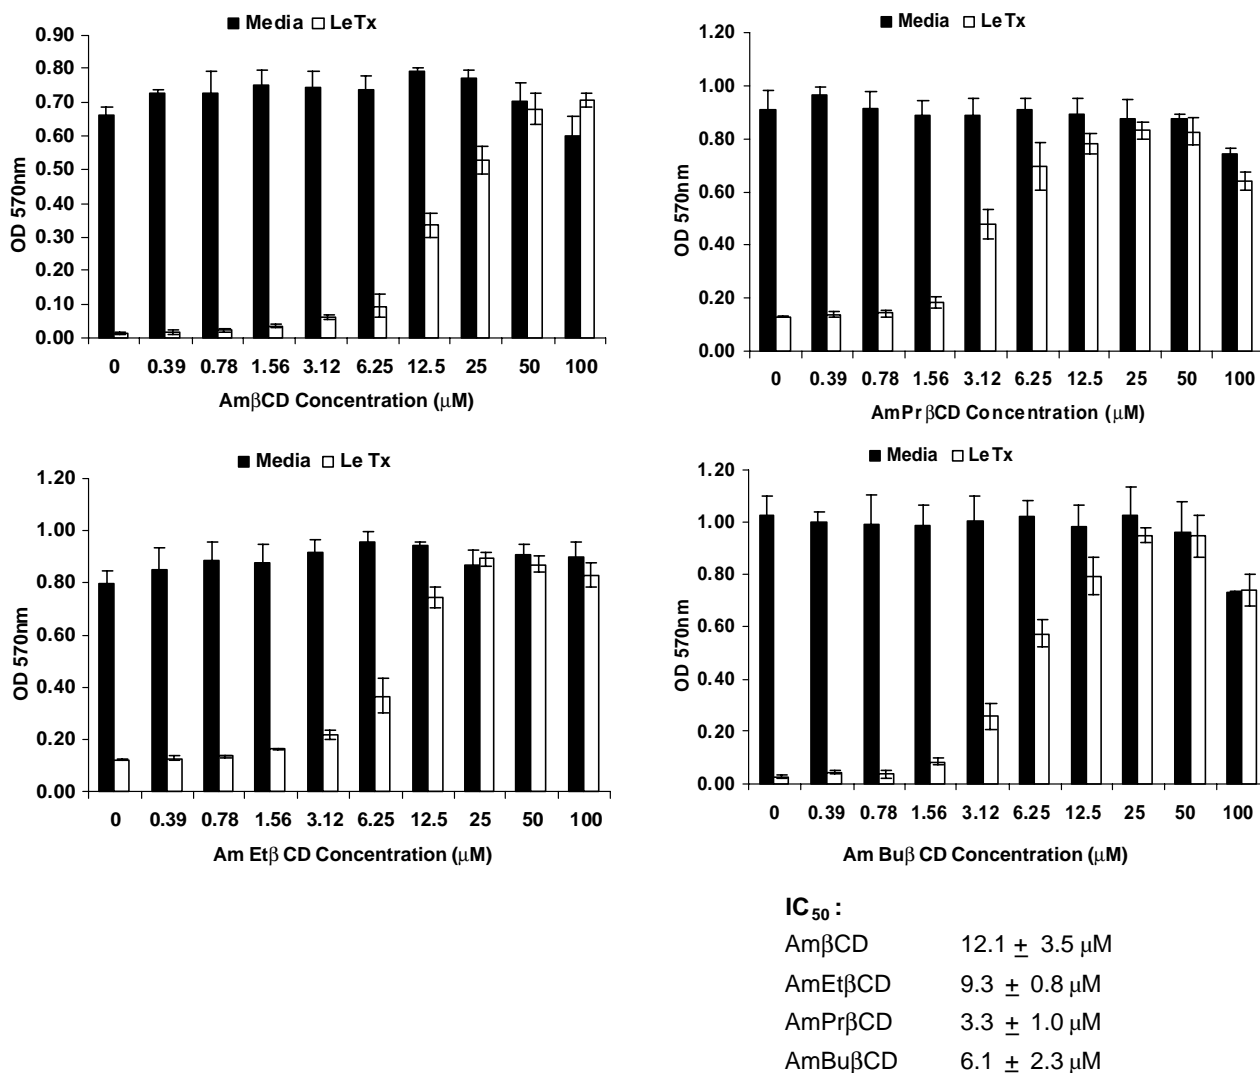 Media LeTx
0.90
0.80
0.70
0.60
0.50
0.40
0.30
0.20
0.10
0.00
OD 570nm
0 0.39 0.78 1.56 3.12 6.25 12.5 25 50 100
AmβCD Concentration (μM)
Media LeTx
1.20
1.00
0.80
0.60
0.40
0.20
0.00
OD 570nm
0 0.39 0.78 1.56 3.12 6.25 12.5 25 50 100
AmPrβCD Concentration (μM)
Media Le Tx
1.20
1.00
0.80
0.60
0.40
0.20
0.00
OD 570nm
0 0.39 0.78 1.56 3.12 6.25 12.5 25 50 100
Am Etβ CD Concentration (μM)
Media LeTx
1.20
1.00
0.80
0.60
0.40
0.20
0.00
OD 570nm
0 0.39 0.78 1.56 3.12 6.25 12.5 25 50 100
Am Buβ CD Concentration (μM)
IC50 :
AmβCD 12.1 ± 3.5 μM
AmEtβCD 9.3 ± 0.8 μM
AmPrβCD 3.3 ± 1.0 μM
AmBuβCD 6.1 ± 2.3 μM